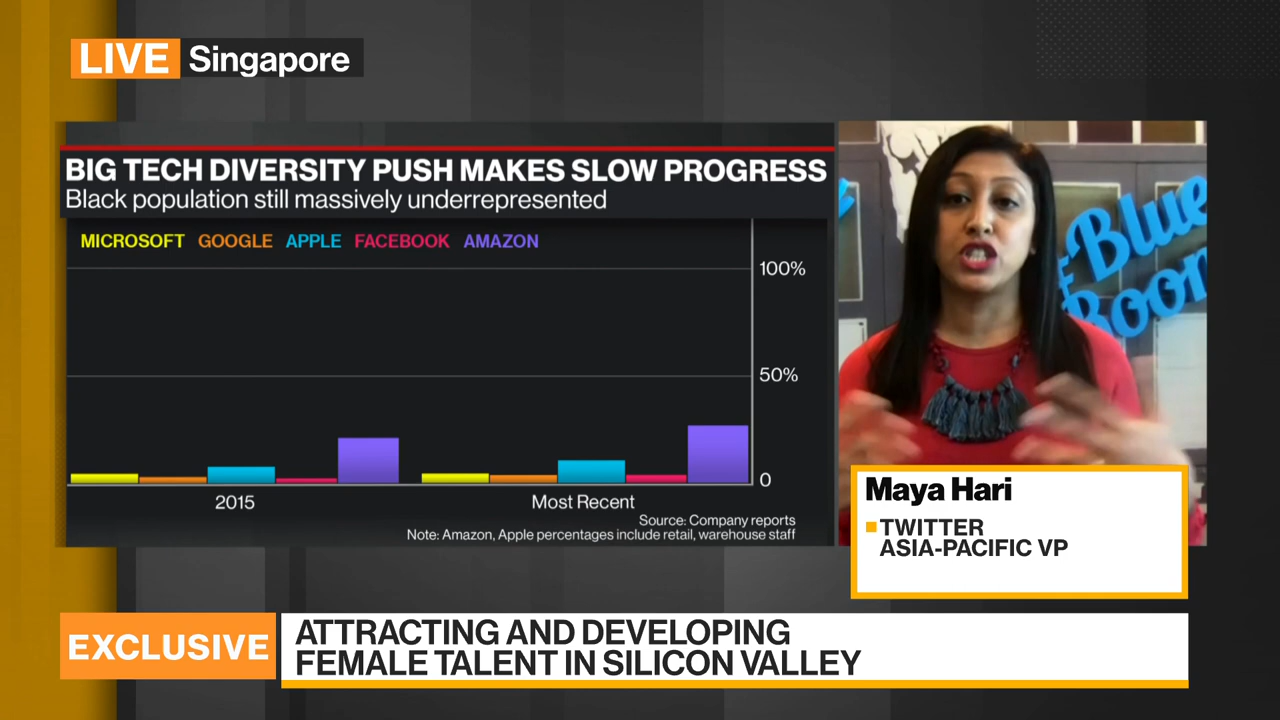 LIVE Singapore
BIG TECH DIVERSITY PUSH MAKES SLOW PROGRESS
Black population still massively underrepresented
MICROSOFT GOOGLE APPLE FACEBOOK AMAZON
100%
50%
0
2015 Most Recent
Source: Company reports
Note: Amazon, Apple percentages include retail, warehouse staff
Blue
Maya Hari
TWITTER
ASIA-PACIFIC VP
EXCLUSIVE
ATTRACTING AND DEVELOPING
FEMALE TALENT IN SILICON VALLEY